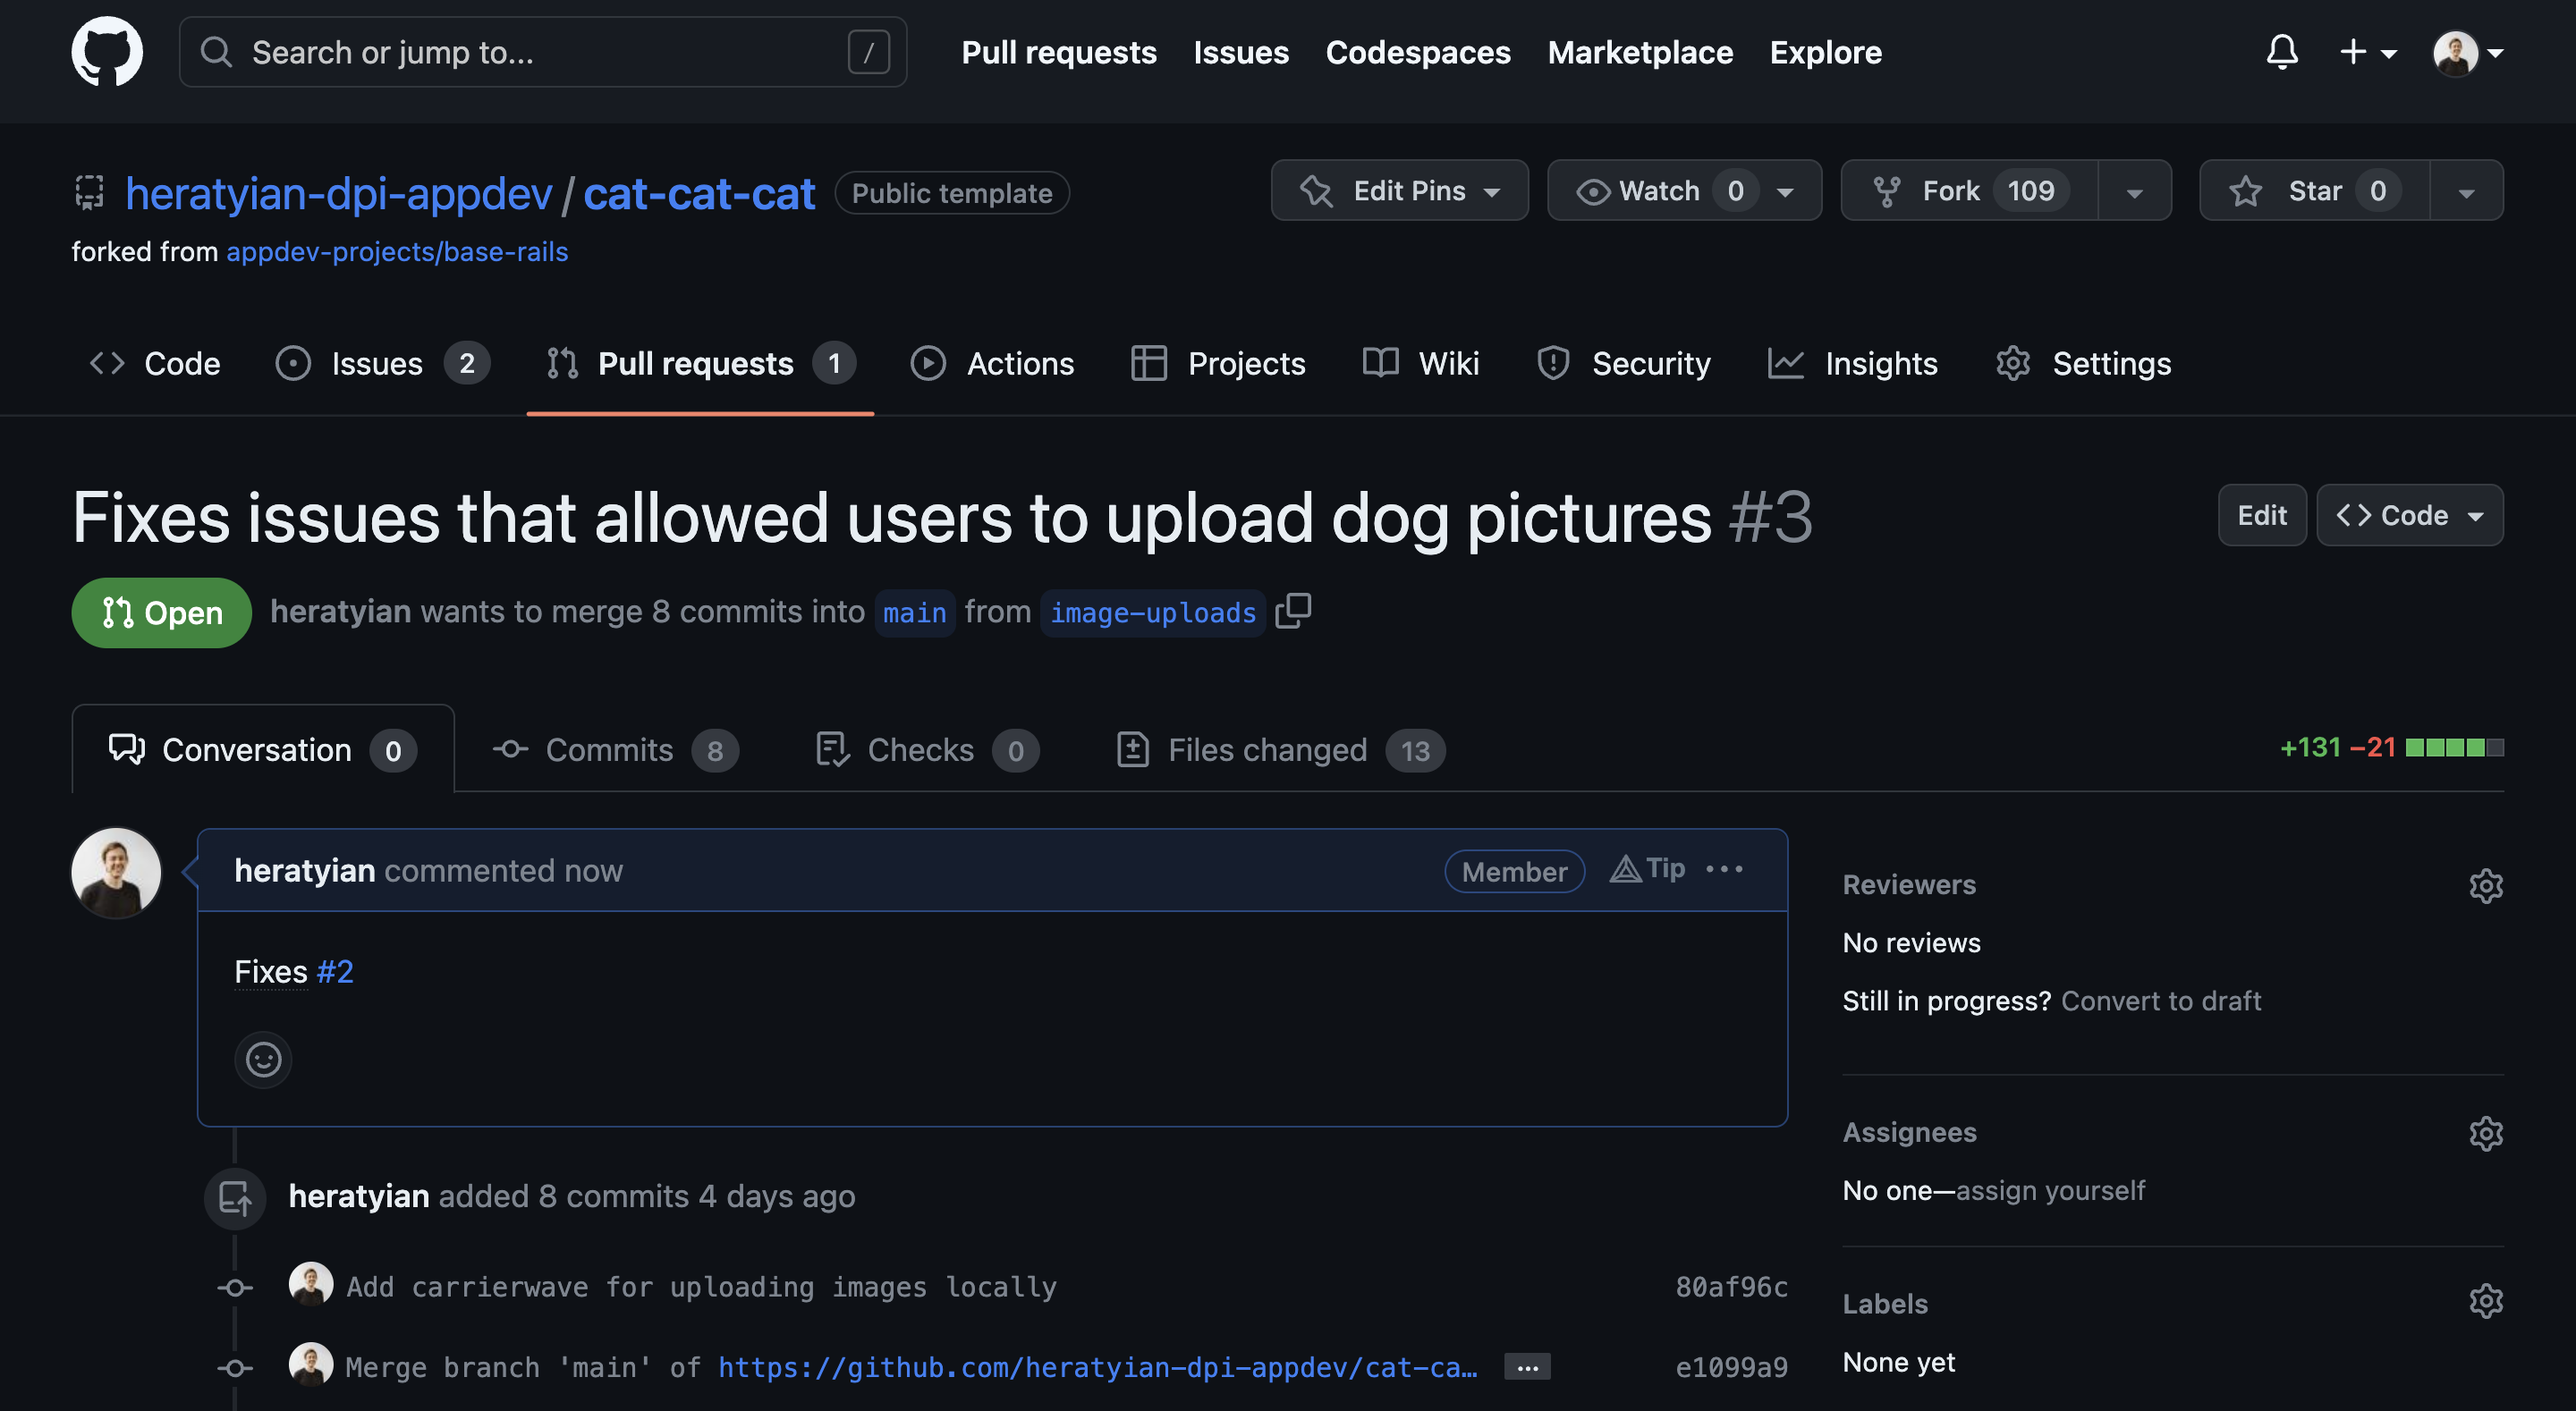 Search or jump to... / Pull requests Issues Codespaces Marketplace Explore
heratyian-dpi-appdev / cat-cat-cat Public template Edit Pins Watch 0 Fork 109 Star 0
forked from appdev-projects/base-rails
Code Issues 2 Pull requests 1 Actions Projects Wiki Security Insights Settings
Fixes issues that allowed users to upload dog pictures #3 Edit Code
Open heratyian wants to merge 8 commits into main from image-uploads
Conversation 0 Commits 8 Checks 0 Files changed 13 +131 −21
heratyian commented now Member Tip ...
Fixes #2
heratyian added 8 commits 4 days ago
Add carrierwave for uploading images locally 80af96c
Merge branch 'main' of https://github.com/heratyian-dpi-appdev/cat-ca… ... e1099a9
Reviewers
No reviews
Still in progress? Convert to draft
Assignees
No one—assign yourself
Labels
None yet